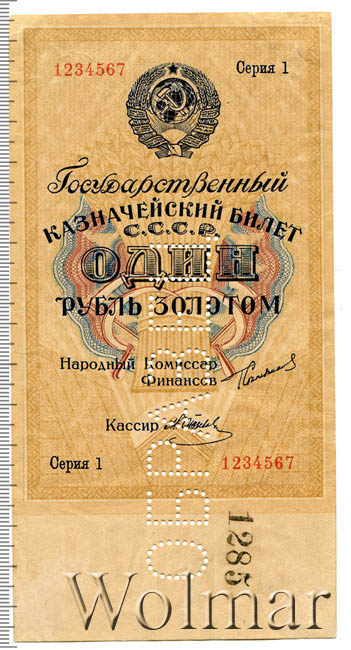 1234567 Серия 1
Государственный
КАЗНАЧЕЙСКИЙ БИЛЕТ
С.С.С.Р.
ОДИН
РУБЛЬ ЗОЛОТОМ
Народный Комиссар
Финансов
Кассир
Серия 1 1234567
ОБРАЗЕЦ
1285
Wolmar